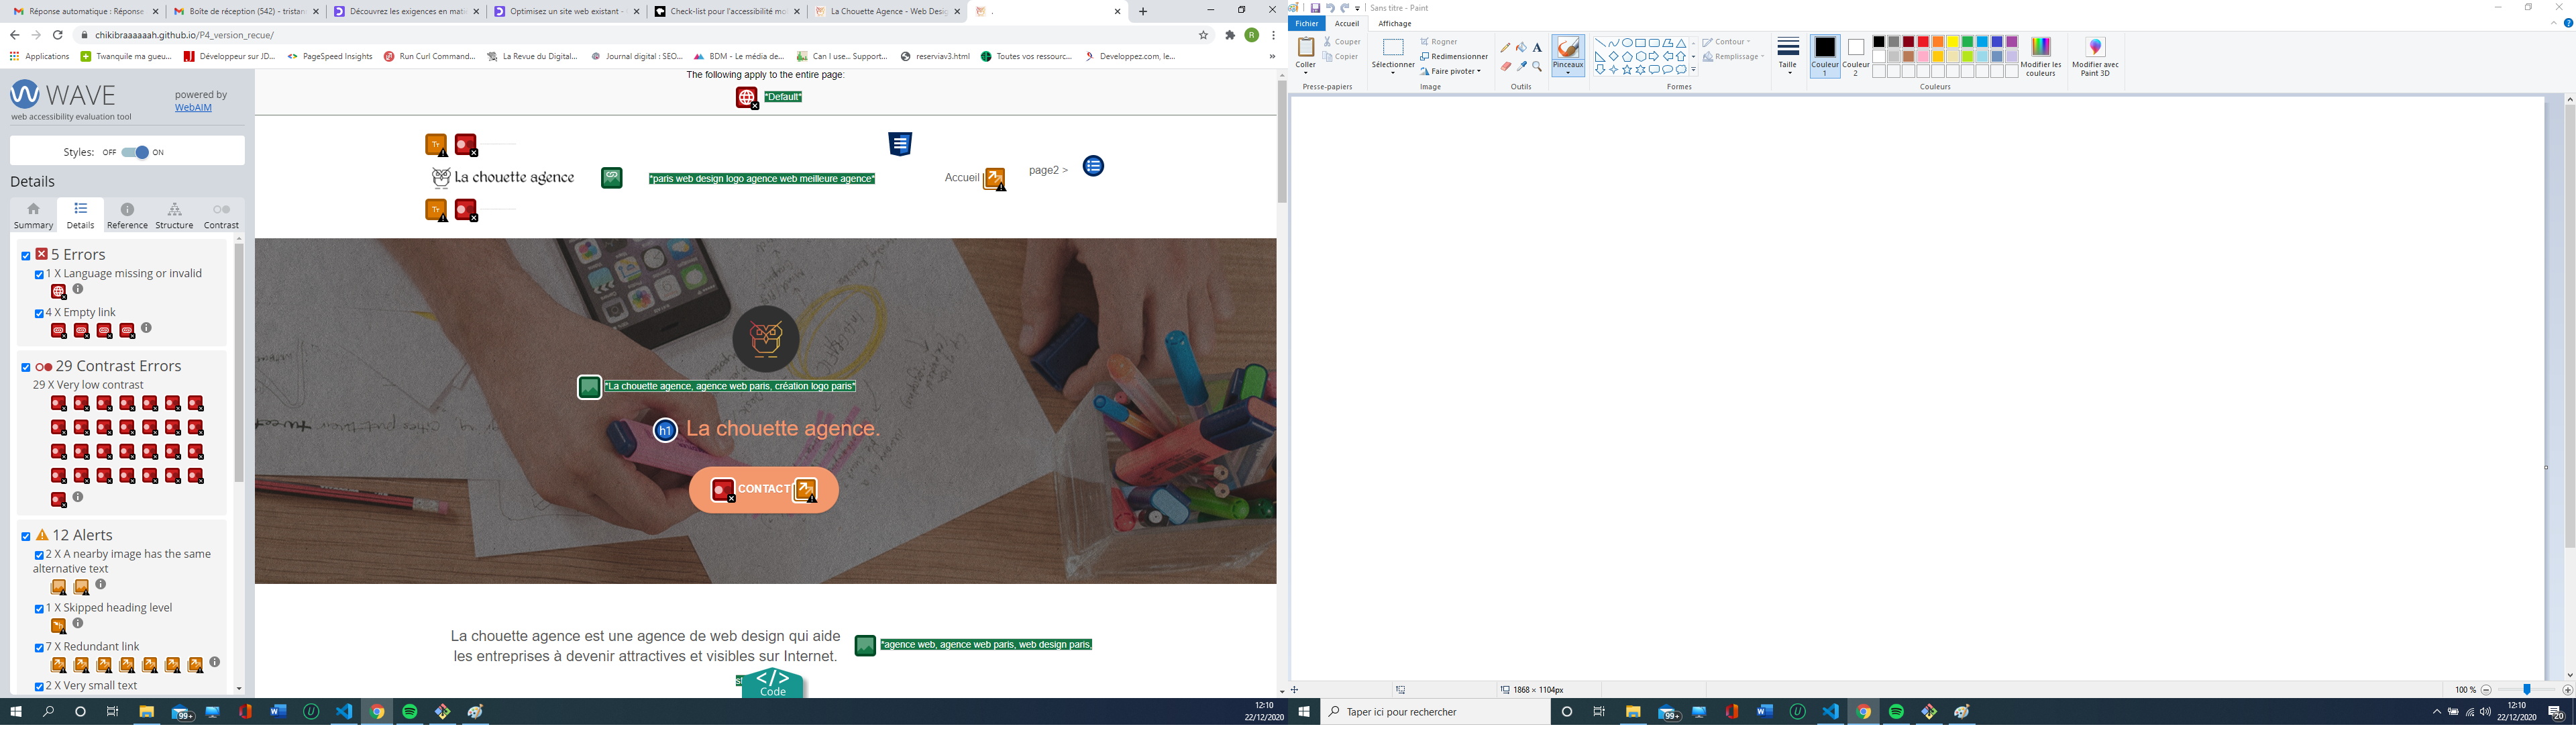 Réponse automatique : Réponse
Boîte de réception (542) - tristan
Découvrez les exigences en mati
Optimisez un site web existant -
Check-list pour l'accessibilité mo
La Chouette Agence - Web Desig
.
chikibraaaaaah.github.io/P4_version_recue/
R
Applications
Twanquile ma gueu...
Développeur sur JD...
PageSpeed Insights
Run Curl Command...
La Revue du Digital...
Journal digital : SEO...
BDM - Le média de...
Can I use... Support...
reserviav3.html
Toutes vos ressourc...
Developpez.com, le...
»
WAVE
web accessibility evaluation tool
powered by
WebAIM
Styles: OFF ON
Details
Summary
Details
Reference
Structure
Contrast
5 Errors
1 X Language missing or invalid
4 X Empty link
29 Contrast Errors
29 X Very low contrast
12 Alerts
2 X A nearby image has the same
alternative text
1 X Skipped heading level
7 X Redundant link
2 X Very small text
The following apply to the entire page:
*Default*
La chouette agence
*paris web design logo agence web meilleure agence*
Accueil
page2 >
*La chouette agence, agence web paris, création logo paris*
h1
La chouette agence.
CONTACT
La chouette agence est une agence de web design qui aide
les entreprises à devenir attractives et visibles sur Internet.
*agence web, agence web paris, web design paris,
</>
Code
99+
12:10
22/12/2020
Sans titre - Paint
Fichier
Accueil
Affichage
Coller
Couper
Copier
Presse-papiers
Sélectionner
Rogner
Redimensionner
Faire pivoter
Image
A
Outils
Pinceaux
Contour
Remplissage
Formes
Taille
Couleur
1
Couleur
2
Modifier les
couleurs
Couleurs
Modifier avec
Paint 3D
1868 × 1104px
100 %
Taper ici pour rechercher
99+
12:10
22/12/2020
20